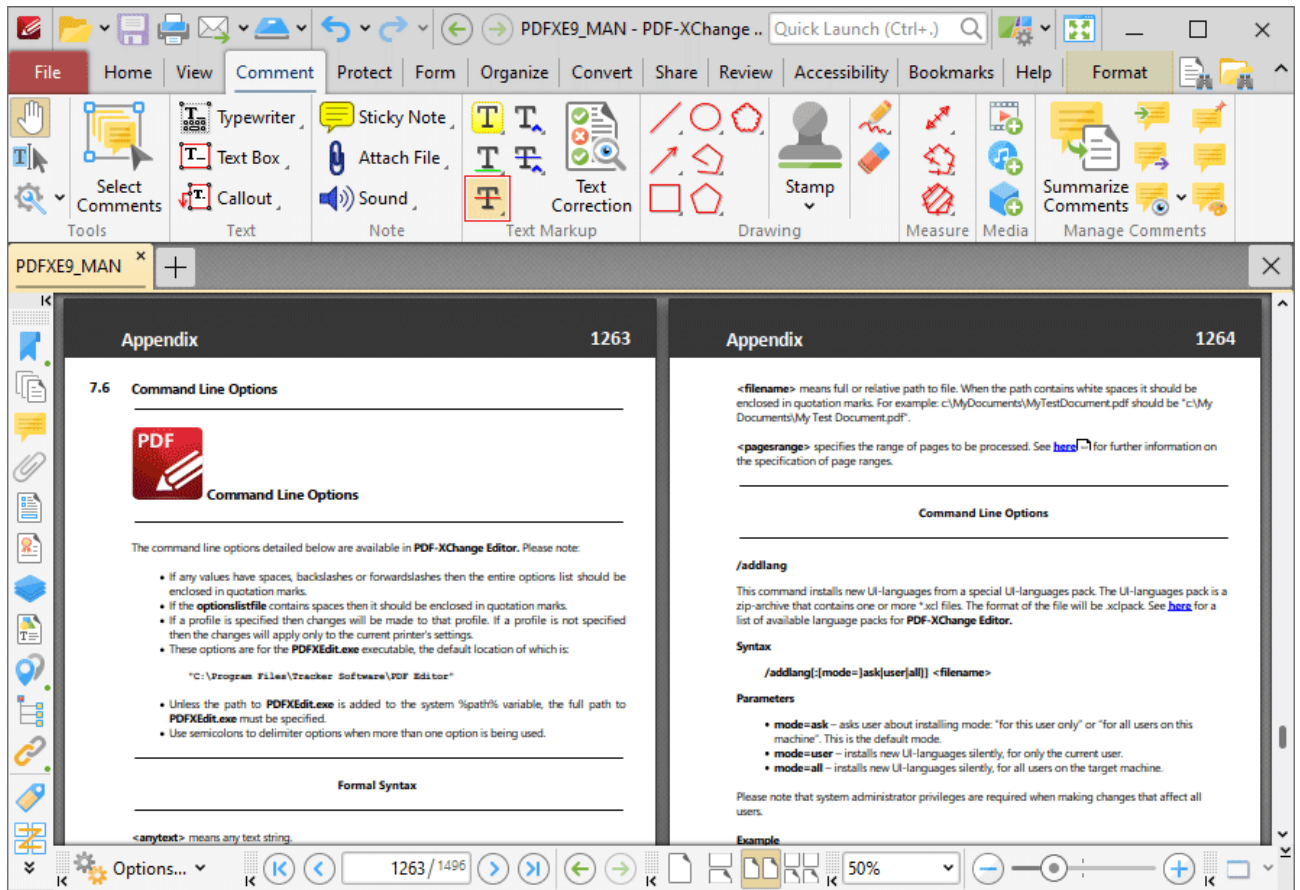 PDFXE9_MAN - PDF-XChange ..
Quick Launch (Ctrl+.)
File Home View Comment Protect Form Organize Convert Share Review Accessibility Bookmarks Help Format
Typewriter
Text Box
Callout
Select
Comments
Sticky Note
Attach File
Sound
Text
Correction
Stamp
Summarize
Comments
Tools Text Note Text Markup Drawing Measure Media Manage Comments
PDFXE9_MAN
Appendix 1263
7.6 Command Line Options
PDF
Command Line Options
The command line options detailed below are available in PDF-XChange Editor. Please note:
• If any values have spaces, backslashes or forwardslashes then the entire options list should be
enclosed in quotation marks.
• If the optionslistfile contains spaces then it should be enclosed in quotation marks.
• If a profile is specified then changes will be made to that profile. If a profile is not specified
then the changes will apply only to the current printer's settings.
• These options are for the PDFXEdit.exe executable, the default location of which is:
"C:\Program Files\Tracker Software\PDF Editor"
• Unless the path to PDFXEdit.exe is added to the system %path% variable, the full path to
PDFXEdit.exe must be specified.
• Use semicolons to delimiter options when more than one option is being used.
Formal Syntax
<anytext> means any text string.
Appendix 1264
<filename> means full or relative path to file. When the path contains white spaces it should be
enclosed in quotation marks. For example: c:\MyDocuments\MyTestDocument.pdf should be "c:\My
Documents\My Test Document.pdf".
<pagesrange> specifies the range of pages to be processed. See here for further information on
the specification of page ranges.
Command Line Options
/addlang
This command installs new UI-languages from a special UI-languages pack. The UI-languages pack is a
zip-archive that contains one or more *.xcl files. The format of the file will be .xclpack. See here for a
list of available language packs for PDF-XChange Editor.
Syntax
/addlang[:[mode=]ask|user|all]] <filename>
Parameters
• mode=ask – asks user about installing mode: "for this user only" or "for all users on this
machine". This is the default mode.
• mode=user – installs new UI-languages silently, for only the current user.
• mode=all – installs new UI-languages silently, for all users on the target machine.
Please note that system administrator privileges are required when making changes that affect all
users.
Example
Options... 1263 / 1496 50%